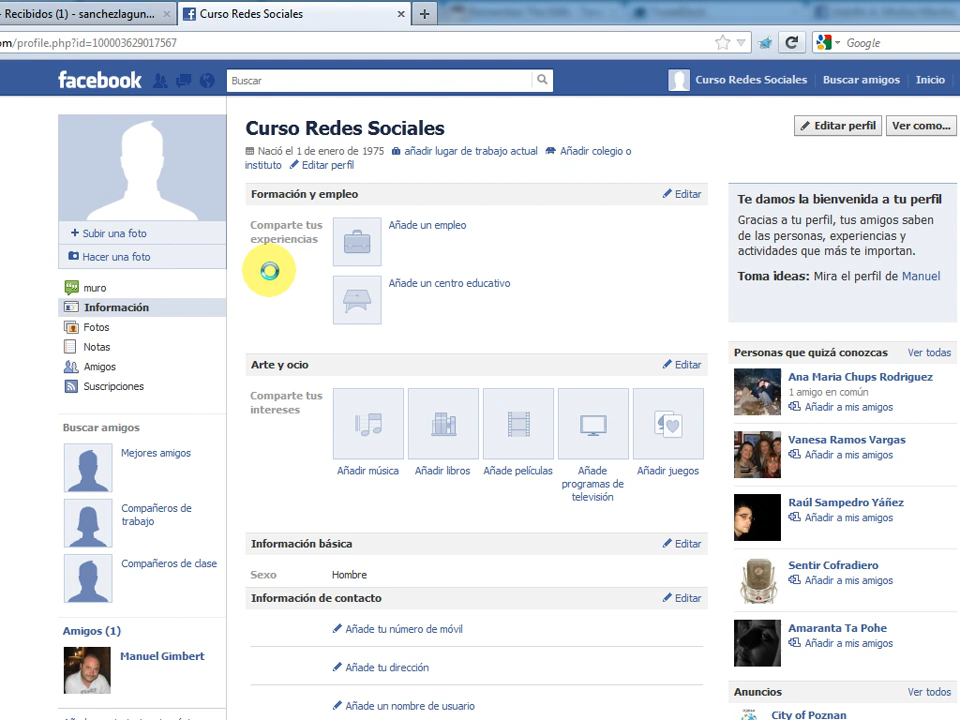 - Recibidos (1) - sanchezlagun...
Curso Redes Sociales
om/profile.php?id=100003629017567
Google
facebook
Buscar
Curso Redes Sociales
Buscar amigos
Inicio
Curso Redes Sociales
Editar perfil
Ver como...
Nació el 1 de enero de 1975 añadir lugar de trabajo actual Añadir colegio o
instituto Editar perfil
Subir una foto
Hacer una foto
muro
Información
Fotos
Notas
Amigos
Suscripciones
Buscar amigos
Mejores amigos
Compañeros de
trabajo
Compañeros de clase
Amigos (1)
Manuel Gimbert
Formación y empleo
Editar
Comparte tus
experiencias
Añade un empleo
Añade un centro educativo
Arte y ocio
Editar
Comparte tus
intereses
Añadir música
Añadir libros
Añade películas
Añade
programas de
televisión
Añadir juegos
Información básica
Editar
Sexo
Hombre
Información de contacto
Editar
Añade tu número de móvil
Añade tu dirección
Añade un nombre de usuario
Te damos la bienvenida a tu perfil
Gracias a tu perfil, tus amigos saben
de las personas, experiencias y
actividades que más te importan.
Toma ideas: Mira el perfil de Manuel
Personas que quizá conozcas
Ver todas
Ana Maria Chups Rodriguez
1 amigo en común
Añadir a mis amigos
Vanesa Ramos Vargas
Añadir a mis amigos
Raúl Sampedro Yáñez
Añadir a mis amigos
Sentir Cofradiero
Añadir a mis amigos
Amaranta Ta Pohe
Añadir a mis amigos
Anuncios
Ver todos
City of Poznan